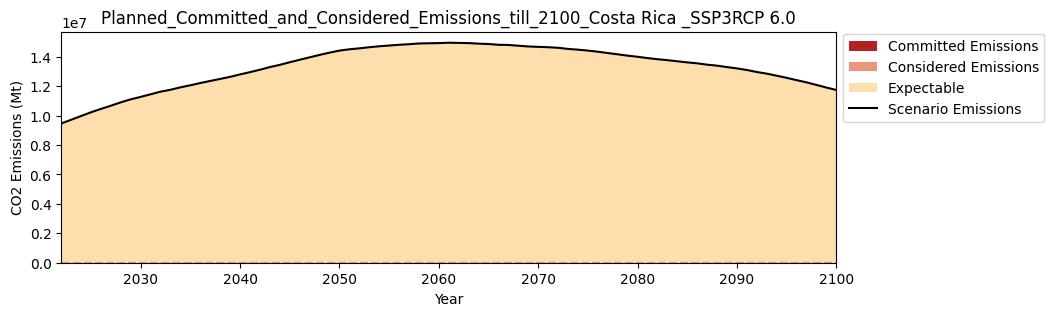 Planned_Committed_and_Considered_Emissions_till_2100_Costa Rica _SSP3RCP 6.0
1e7
1.4
1.2
1.0
0.8
0.6
0.4
0.2
0.0
CO2 Emissions (Mt)
2030 2040 2050 2060 2070 2080 2090 2100
Year
Committed Emissions
Considered Emissions
Expectable
Scenario Emissions